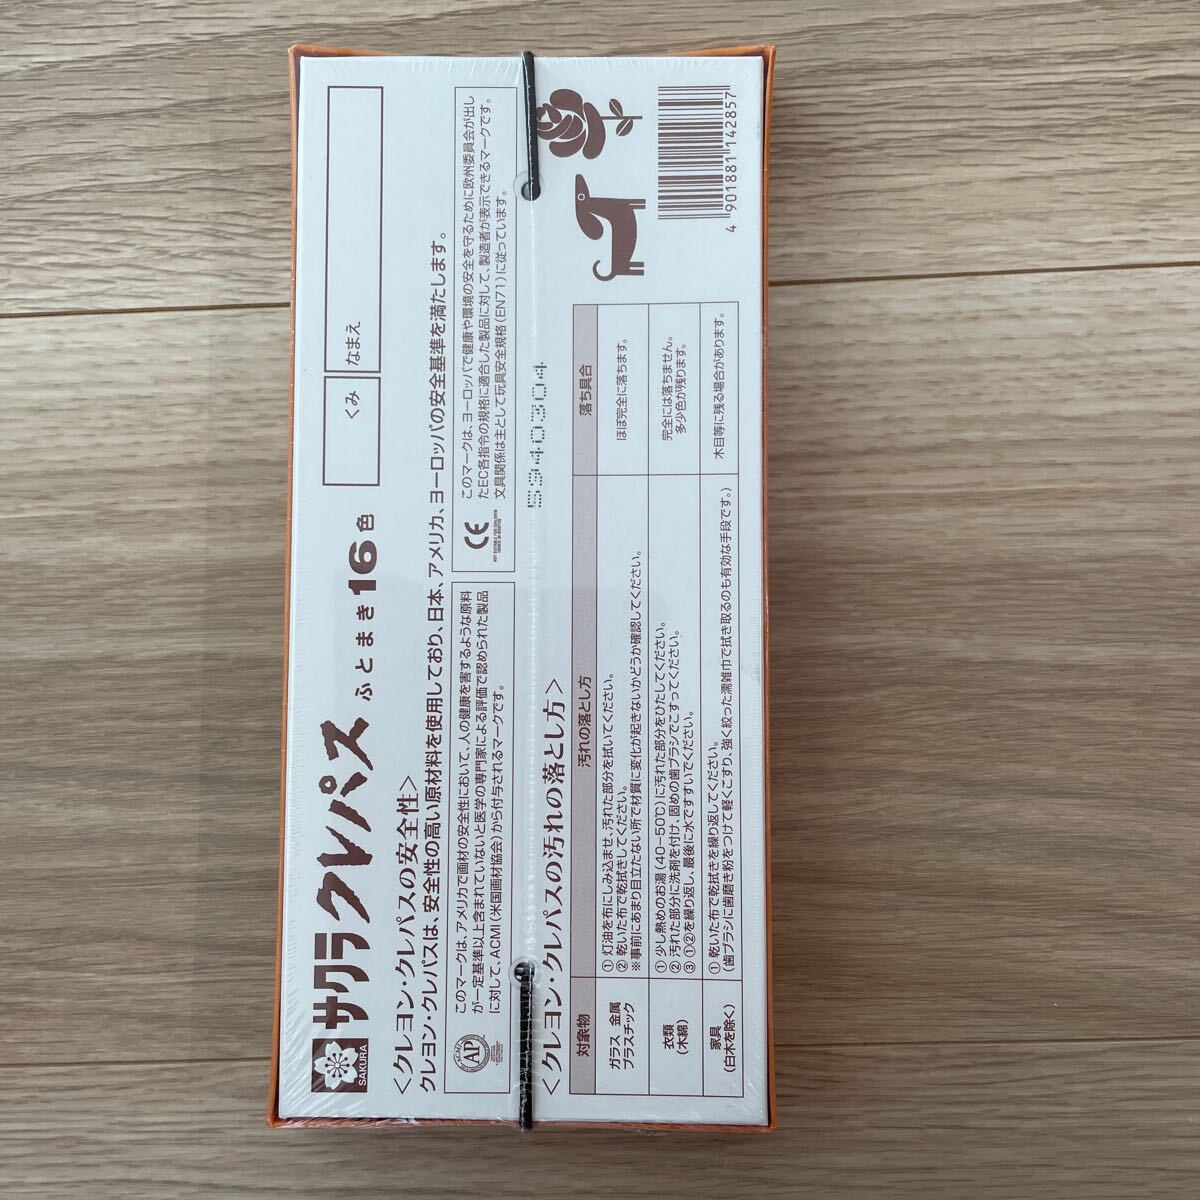 SAKURA
サクラクレパス ふとまき16色
くみ
なまえ
＜クレヨン・クレパスの安全性＞
クレヨン・クレパスは、安全性の高い原材料を使用しており、日本、アメリカ、ヨーロッパの安全基準を満たします。
AP
このマークは、アメリカで画材の安全性において、人の健康を害するような原料
が一定基準以上含まれていないと医学の専門家による評価で認められた製品
に対して、ACMI(米国画材協会)から付与されるマークです。
CE
NOT SUITABLE FOR CHILDREN
UNDER 36 MONTHS
このマークは、ヨーロッパで健康や環境の安全を守るために欧州委員会が出し
たEC各指令の規格に適合した製品に対して、製造者が表示できるマークです。
文具関係は主として玩具安全規格(EN71)に従っています。
＜クレヨン・クレパスの汚れの落とし方＞
対象物
汚れの落とし方
落ち具合
ガラス 金属
プラスチック
① 灯油を布にしみ込ませ、汚れた部分を拭いてください。
② 乾いた布で乾拭きしてください。
※事前にあまり目立たない所で材質に変化が起きないかどうか確認してください。
ほぼ完全に落ちます。
衣類
(木綿)
① 少し熱めのお湯(40−50℃)に汚れた部分をひたしてください。
② 汚れた部分に洗剤を付け、固めの歯ブラシでこすってください。
③ ①②を繰り返し、最後に水ですすいでください。
完全には落ちません。
多少色が残ります。
家具
(白木を除く)
① 乾いた布で乾拭きを繰り返してください。
(歯ブラシに歯磨き粉をつけて軽くこすり、強く絞った濡雑巾で拭き取るのも有効な手段です。)
木目等に残る場合があります。
4 901881 142857